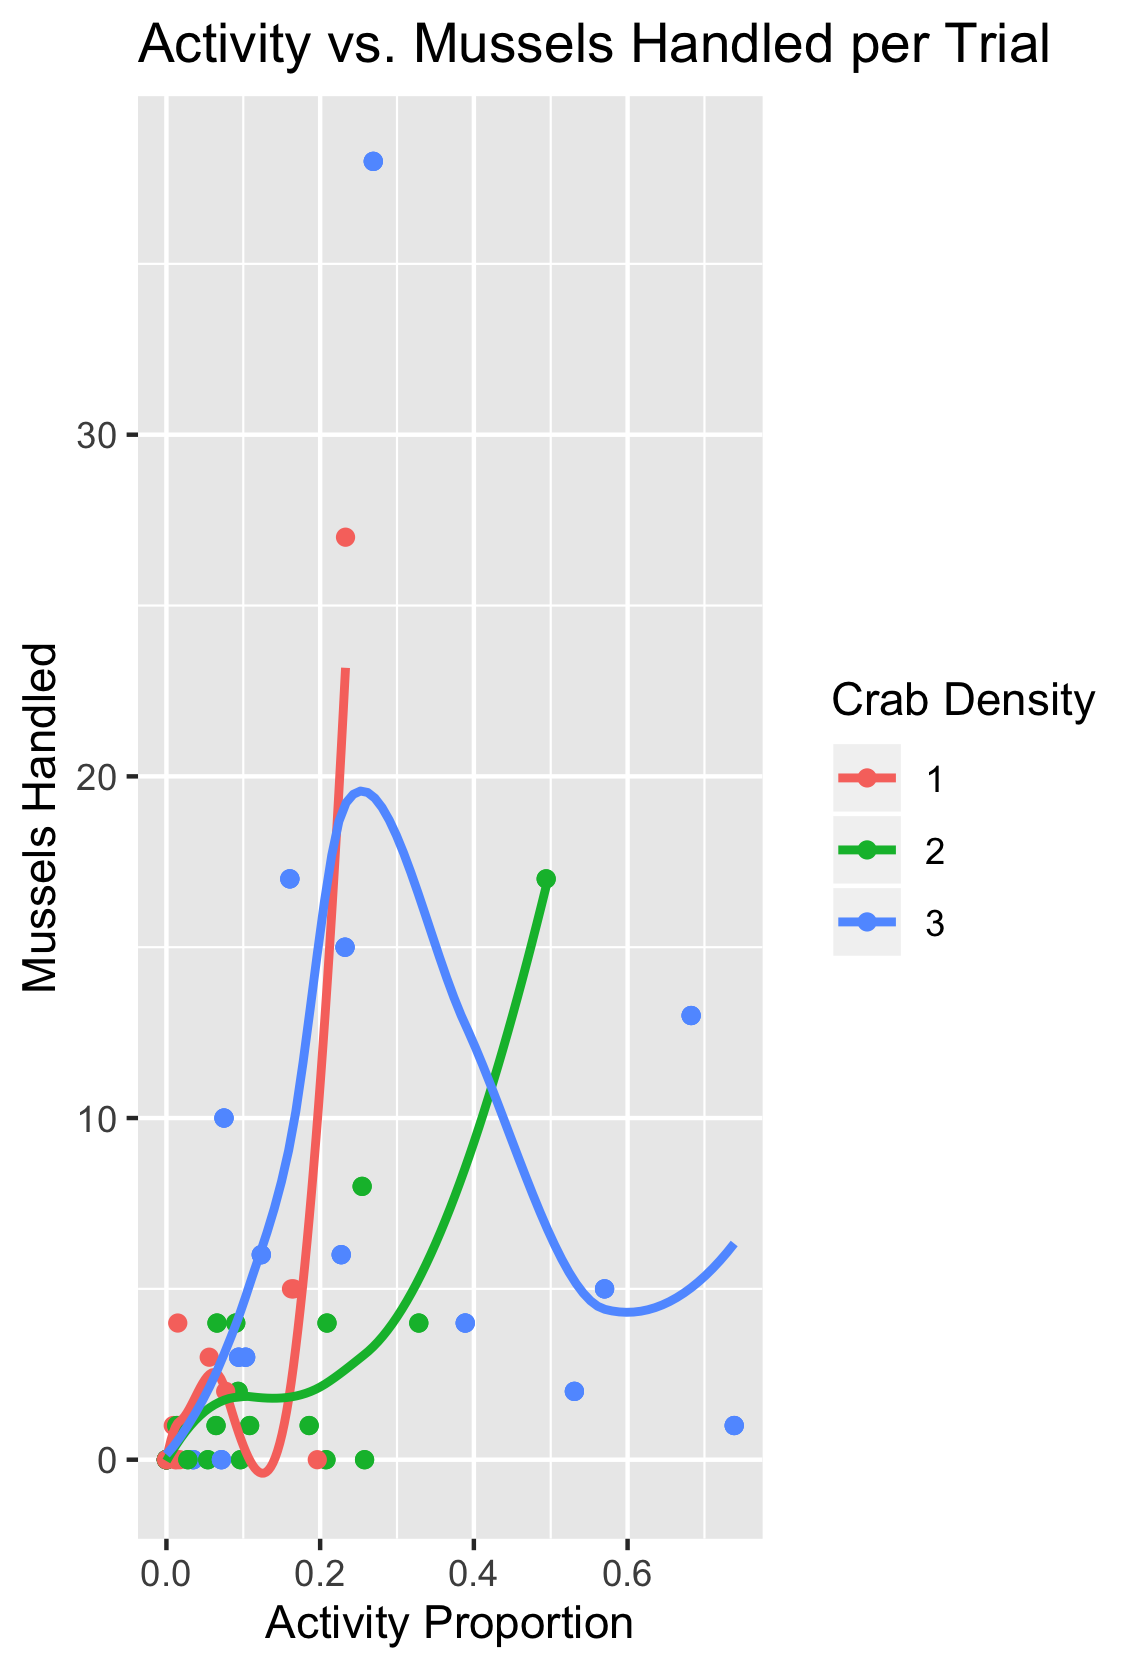 Activity vs. Mussels Handled per Trial
Mussels Handled
30
20
10
0
0.0 0.2 0.4 0.6
Activity Proportion
Crab Density
1
2
3